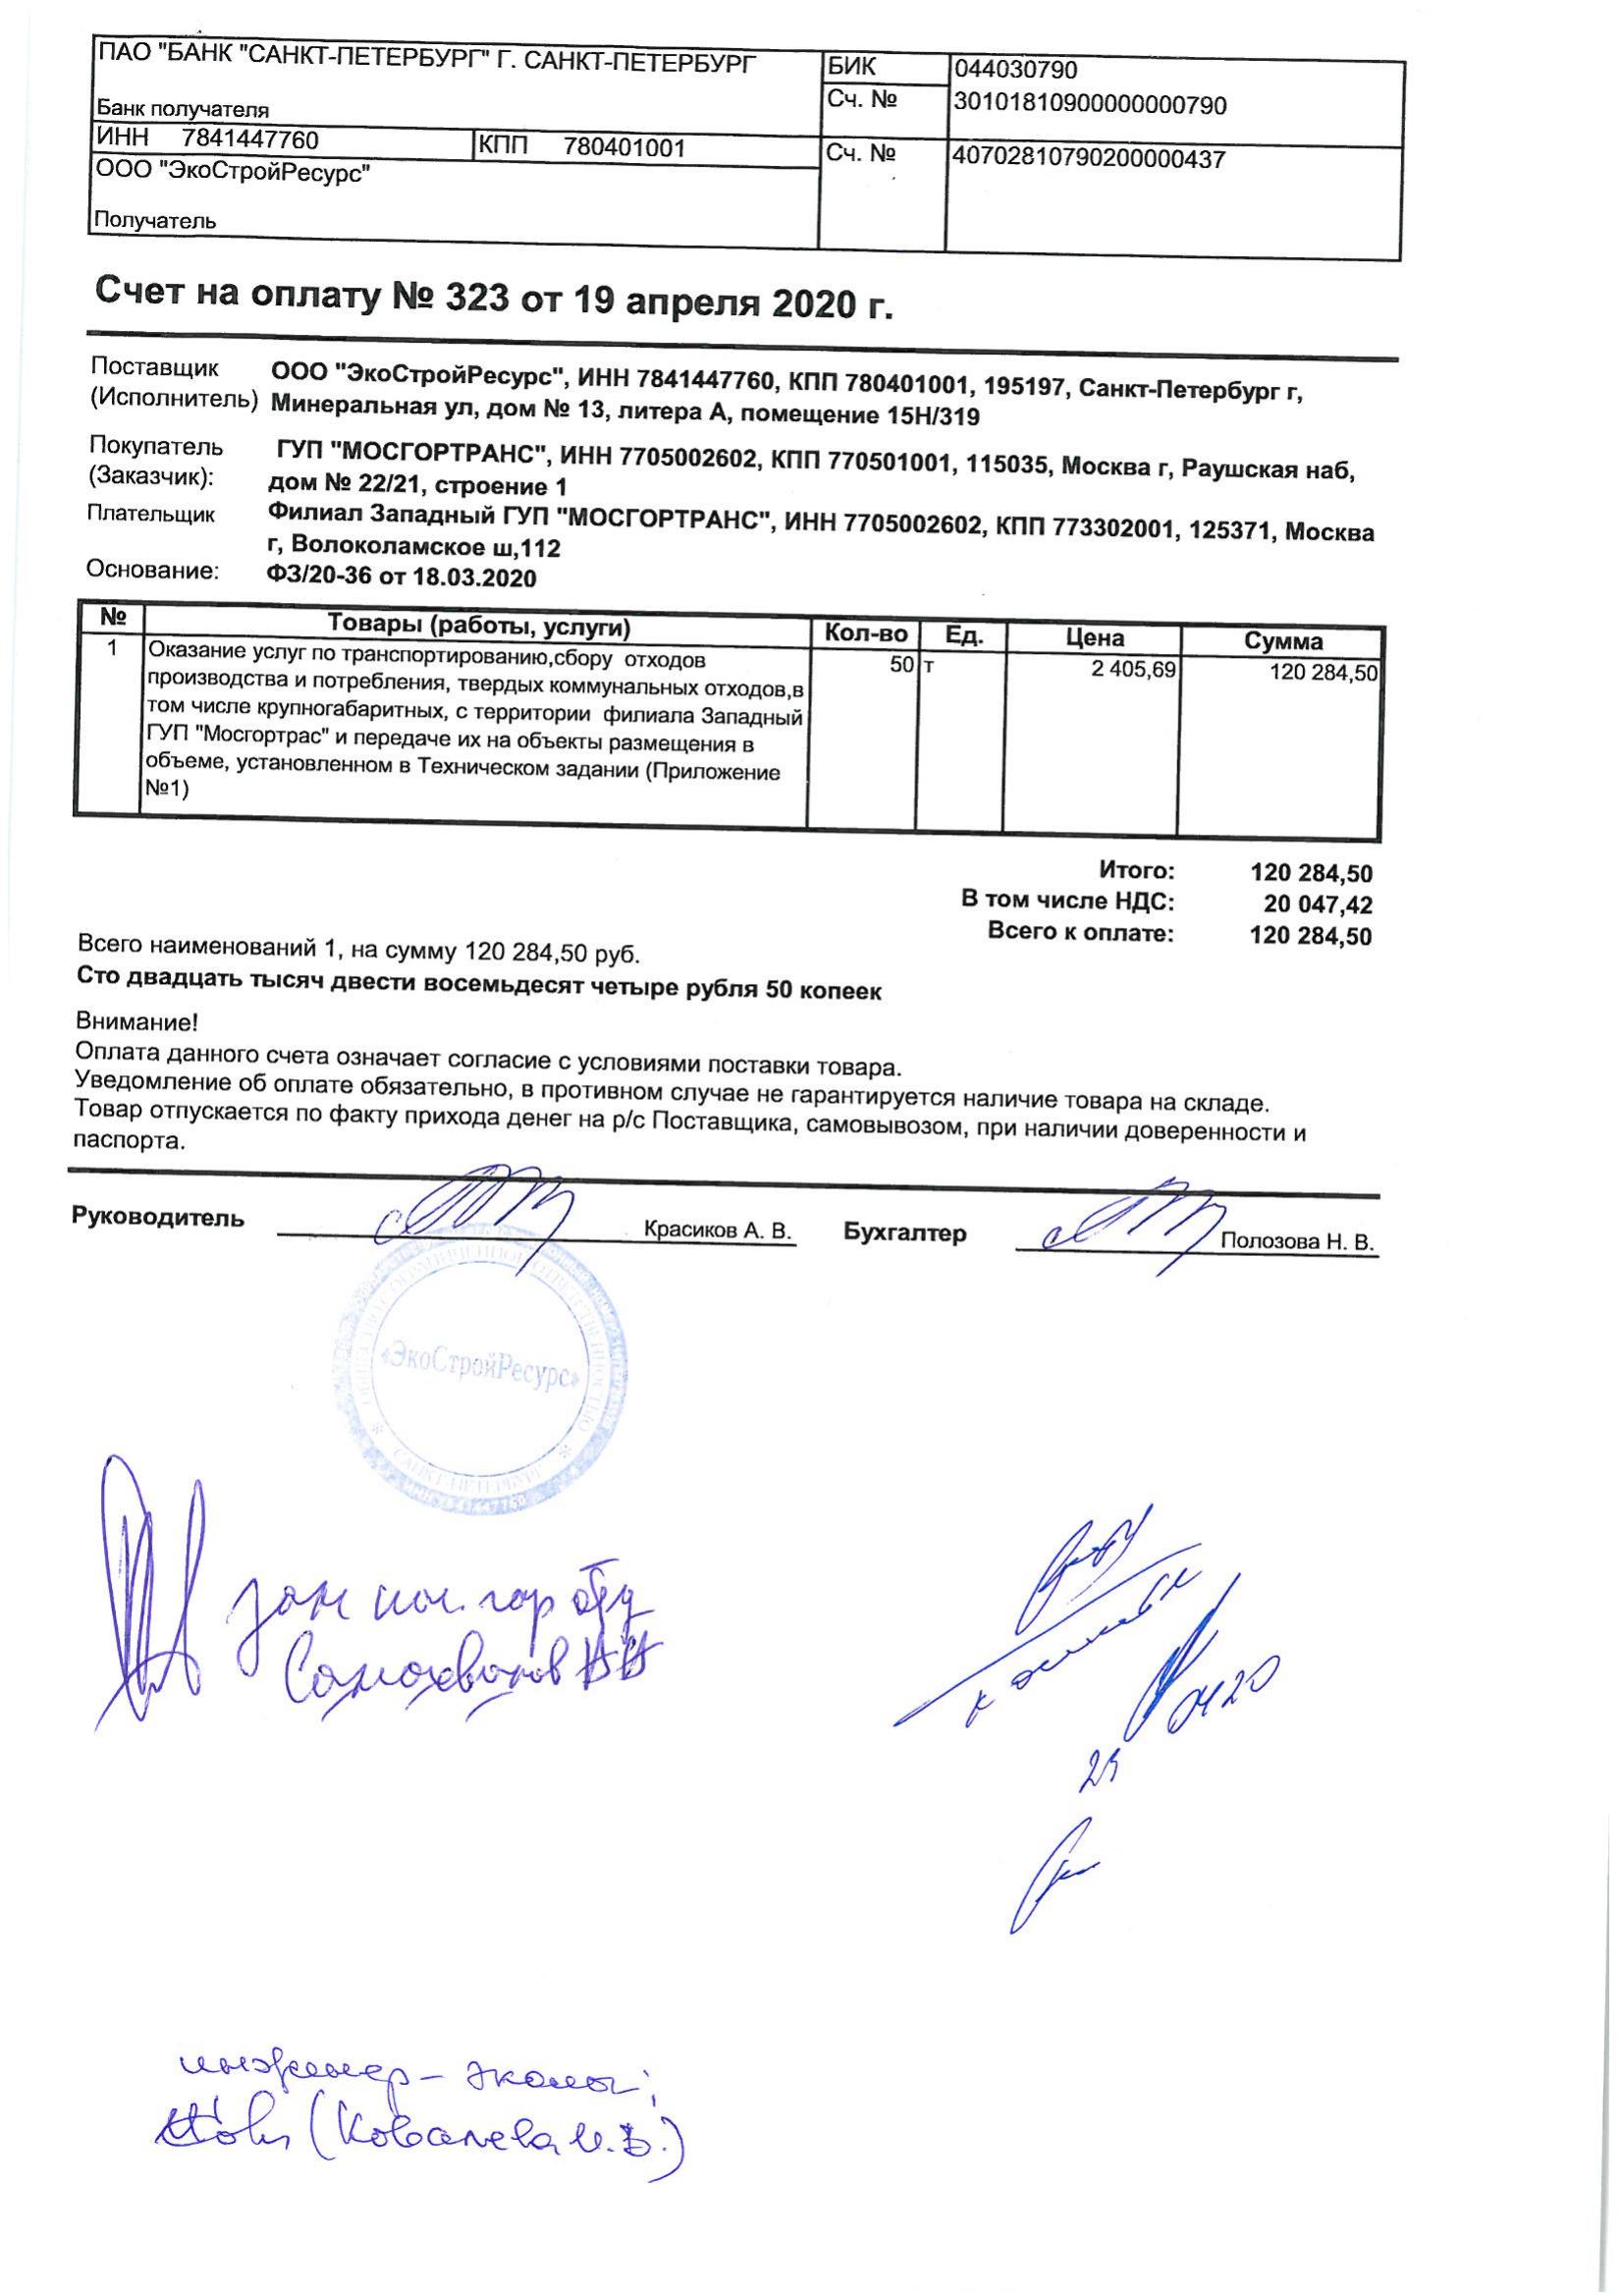 ПАО "БАНК "САНКТ-ПЕТЕРБУРГ" Г. САНКТ-ПЕТЕРБУРГ
БИК 044030790
Сч. № 30101810900000000790
Банк получателя
ИНН 7841447760 КПП 780401001
Сч. № 40702810790200000437
ООО "ЭкоСтройРесурс"
Получатель
Счет на оплату № 323 от 19 апреля 2020 г.
Поставщик ООО "ЭкоСтройРесурс", ИНН 7841447760, КПП 780401001, 195197, Санкт-Петербург г,
(Исполнитель) Минеральная ул, дом № 13, литера А, помещение 15Н/319
Покупатель ГУП "МОСГОРТРАНС", ИНН 7705002602, КПП 770501001, 115035, Москва г, Раушская наб,
(Заказчик): дом № 22/21, строение 1
Плательщик Филиал Западный ГУП "МОСГОРТРАНС", ИНН 7705002602, КПП 773302001, 125371, Москва
г, Волоколамское ш,112
Основание: ФЗ/20-36 от 18.03.2020
№ Товары (работы, услуги) Кол-во Ед. Цена Сумма
1 Оказание услуг по транспортированию,сбору отходов 50 т 2 405,69 120 284,50
производства и потребления, твердых коммунальных отходов,в
том числе крупногабаритных, с территории филиала Западный
ГУП "Мосгортрас" и передаче их на объекты размещения в
объеме, установленном в Техническом задании (Приложение
№1)
Итого: 120 284,50
В том числе НДС: 20 047,42
Всего к оплате: 120 284,50
Всего наименований 1, на сумму 120 284,50 руб.
Сто двадцать тысяч двести восемьдесят четыре рубля 50 копеек
Внимание!
Оплата данного счета означает согласие с условиями поставки товара.
Уведомление об оплате обязательно, в противном случае не гарантируется наличие товара на складе.
Товар отпускается по факту прихода денег на р/с Поставщика, самовывозом, при наличии доверенности и
паспорта.
Руководитель Красиков А. В. Бухгалтер Полозова Н. В.
ОБЩЕСТВО С ОГРАНИЧЕННОЙ ОТВЕТСТВЕННОСТЬЮ
«ЭкоСтройРесурс»
САНКТ-ПЕТЕРБУРГ
зам нач.
Самохвалов
инженер-эколог
(Ковалева И.В.)